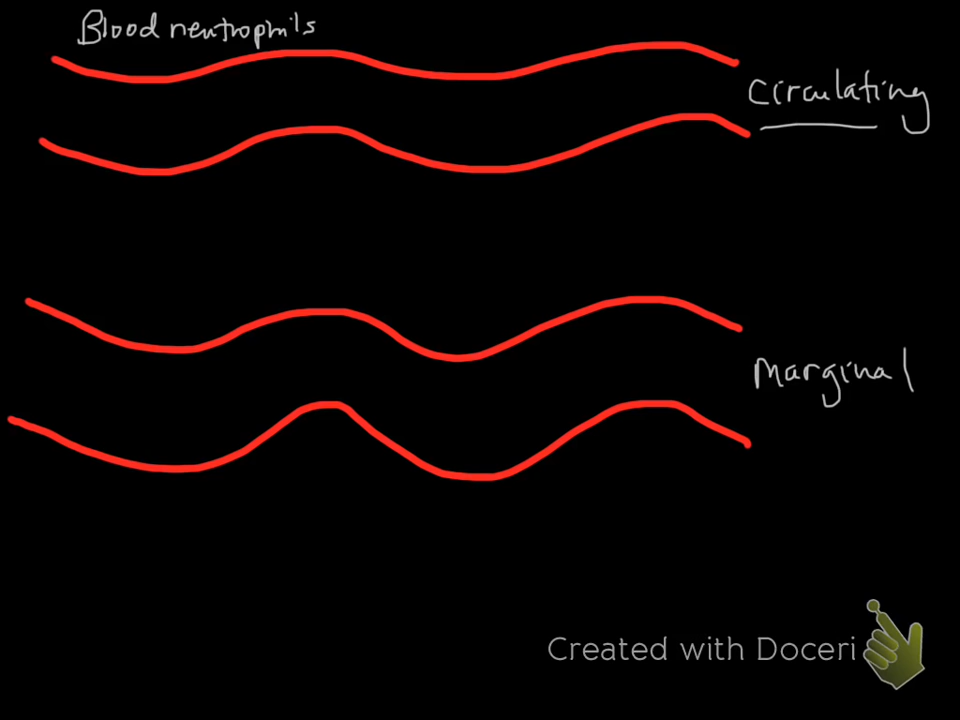 Blood neutrophils
Circulating
Marginal
Created with Doceri